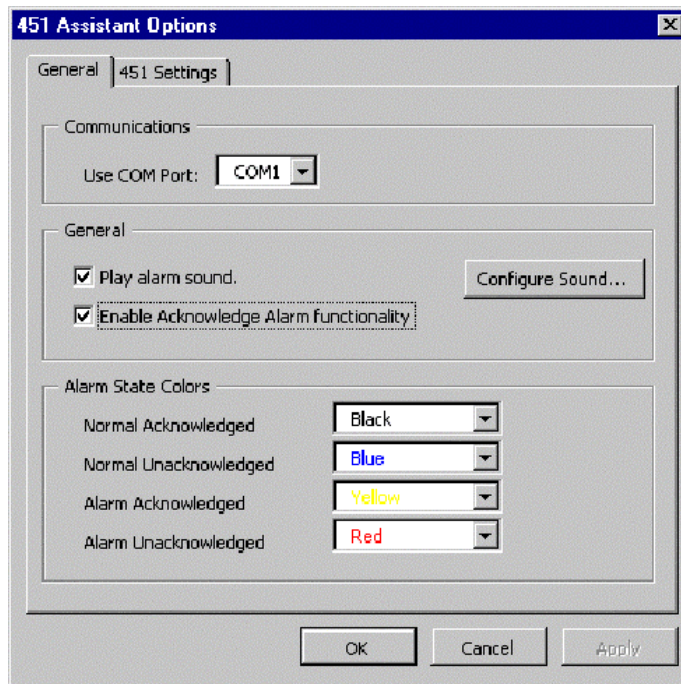 451 Assistant Options
General 451 Settings
Communications
Use COM Port: COM1
General
Play alarm sound. Configure Sound...
Enable Acknowledge Alarm functionality
Alarm State Colors
Normal Acknowledged Black
Normal Unacknowledged Blue
Alarm Acknowledged Yellow
Alarm Unacknowledged Red
OK Cancel Apply